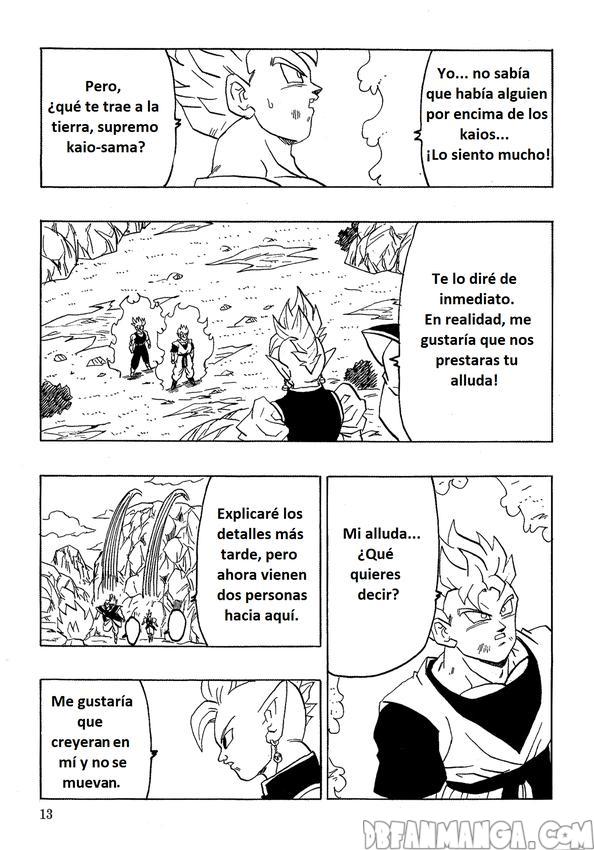 Pero,
¿qué te trae a la
tierra, supremo
kaio-sama?
Yo... no sabía
que había alguien
por encima de los
kaios...
¡Lo siento mucho!
Te lo diré de
inmediato.
En realidad, me
gustaría que nos
prestaras tu
alluda!
Explicaré los
detalles más
tarde, pero
ahora vienen
dos personas
hacia aquí.
Mi alluda...
¿Qué
quieres
decir?
Me gustaría
que
creyeran en
mí y no se
muevan.
13
DBFANMANGA.COM